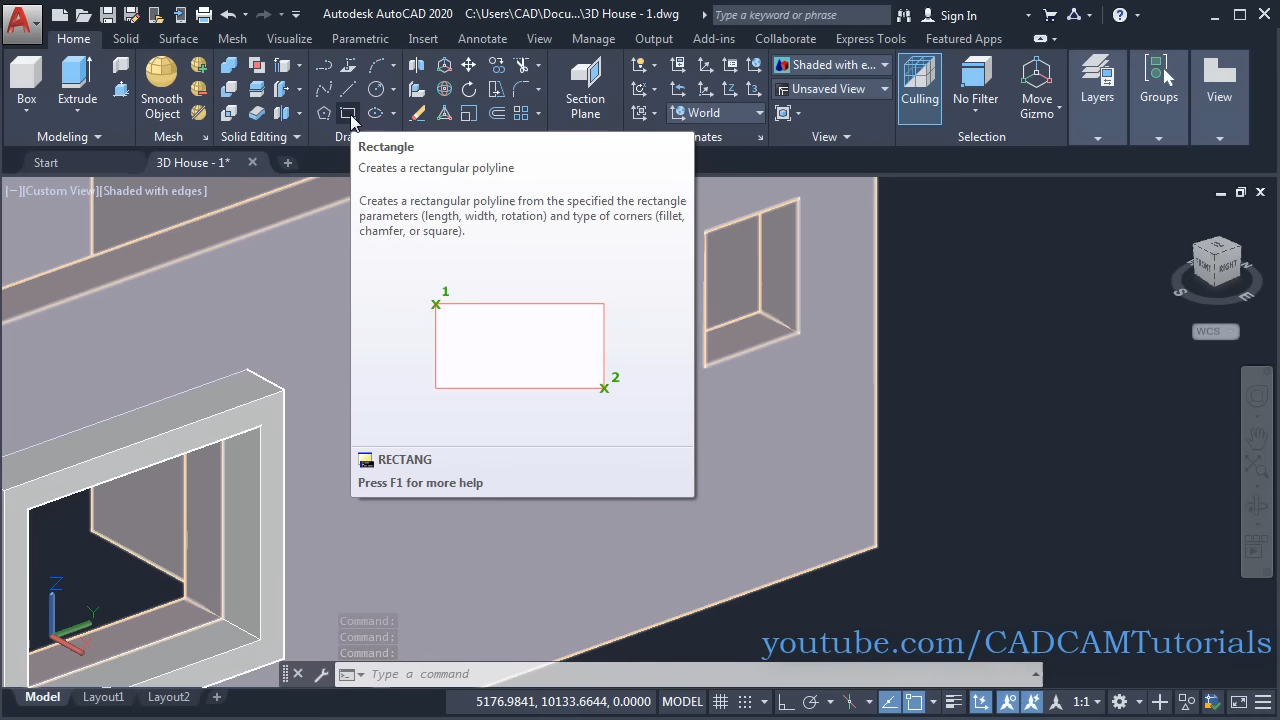 Autodesk AutoCAD 2020 C:\Users\CAD\Docu...\3D House - 1.dwg
Type a keyword or phrase
Sign In
Home Solid Surface Mesh Visualize Parametric Insert Annotate View Manage Output Add-ins Collaborate Express Tools Featured Apps
Box
Extrude
Smooth
Object
Section
Plane
Shaded with e...
Unsaved View
World
Culling
No Filter
Move
Gizmo
Layers
Groups
View
Modeling
Mesh
Solid Editing
Dra
nates
View
Selection
Start
3D House - 1*
[−][Custom View][Shaded with edges]
Rectangle
Creates a rectangular polyline
Creates a rectangular polyline from the specified the rectangle
parameters (length, width, rotation) and type of corners (fillet,
chamfer, or square).
1
2
RECTANG
Press F1 for more help
FRONT
RIGHT
S
E
WCS
Z
Y
X
Command:
Command:
Command:
Type a command
youtube.com/CADCAMTutorials
Model Layout1 Layout2
5176.9841, 10133.6644, 0.0000 MODEL
1:1